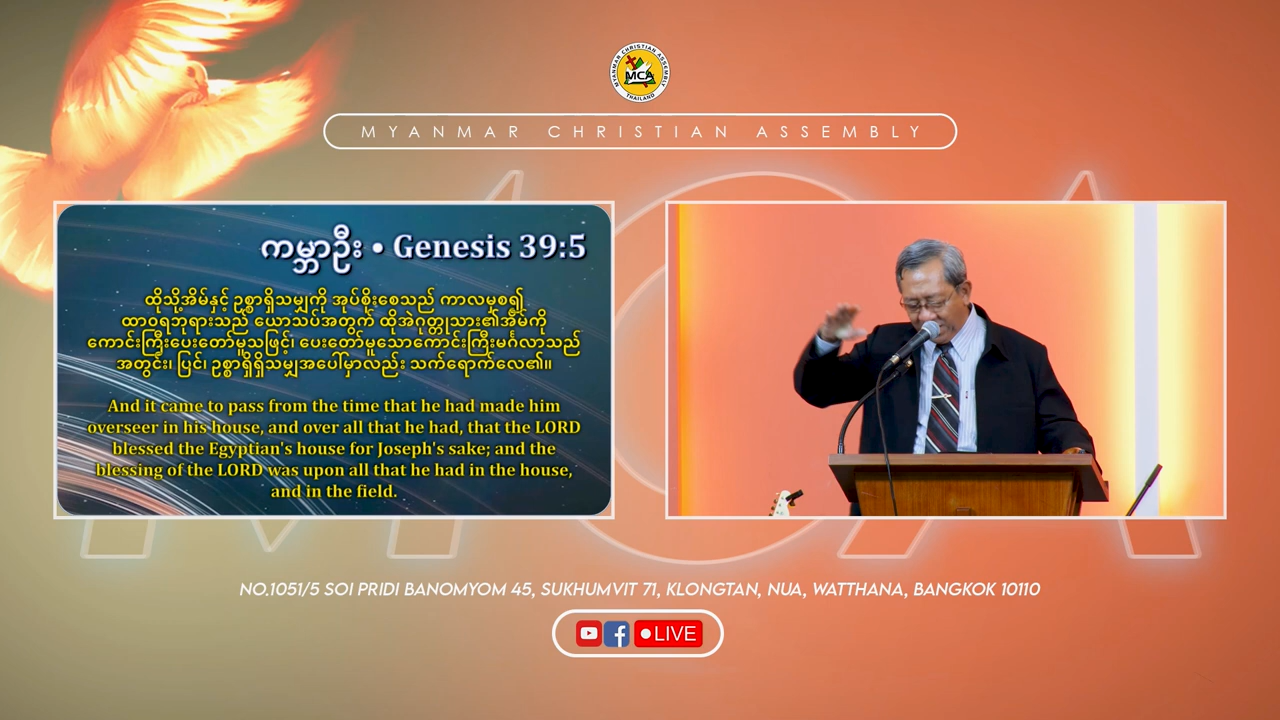 MYANMAR CHRISTIAN ASSEMBLY
MCA
THAILAND
MYANMAR CHRISTIAN ASSEMBLY
MCA
ကမ္ဘာဦး • Genesis 39:5
ထိုသို့အိမ်နှင့် ဥစ္စာရှိသမျှကို အုပ်စိုးစေသည် ကာလမှစ၍
ထာဝရဘုရားသည် ယောသပ်အတွက် ထိုအဲဂုတ္တုသား၏အိမ်ကို
ကောင်းကြီးပေးတော်မူသဖြင့်၊ ပေးတော်မူသောကောင်းကြီးမင်္ဂလာသည်
အတွင်း၊ ပြင်၊ ဥစ္စာရှိရှိသမျှအပေါ်မှာလည်း သက်ရောက်လေ၏။
And it came to pass from the time that he had made him
overseer in his house, and over all that he had, that the LORD
blessed the Egyptian's house for Joseph's sake; and the
blessing of the LORD was upon all that he had in the house,
and in the field.
NO.1051/5 SOI PRIDI BANOMYOM 45, SUKHUMVIT 71, KLONGTAN, NUA, WATTHANA, BANGKOK 10110
LIVE